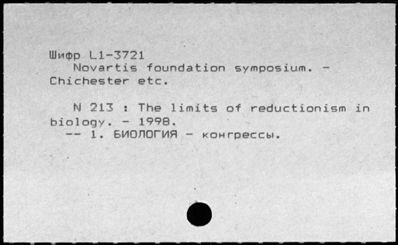 Шифр L1-3721
Novartis foundation symposium. -
Chichester etc.
N 213 : The limits of reductionism in
biology. - 1998.
-- 1. БИОЛОГИЯ - конгрессы.